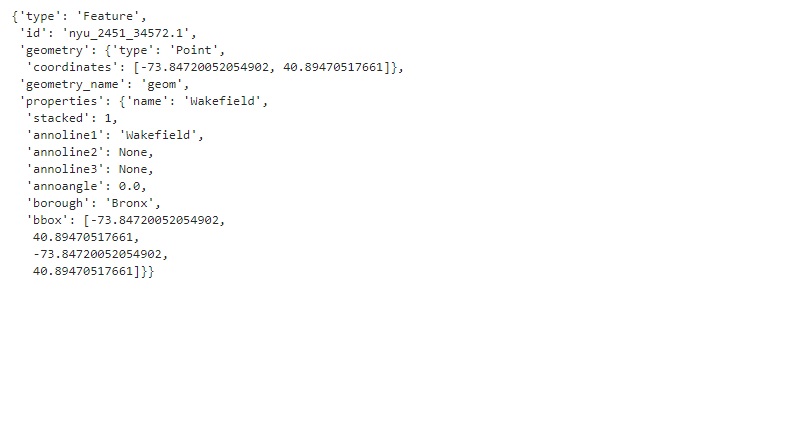 {'type': 'Feature',
 'id': 'nyu_2451_34572.1',
 'geometry': {'type': 'Point',
  'coordinates': [-73.84720052054902, 40.89470517661]},
 'geometry_name': 'geom',
 'properties': {'name': 'Wakefield',
  'stacked': 1,
  'annoline1': 'Wakefield',
  'annoline2': None,
  'annoline3': None,
  'annoangle': 0.0,
  'borough': 'Bronx',
  'bbox': [-73.84720052054902,
   40.89470517661,
   -73.84720052054902,
   40.89470517661]}}